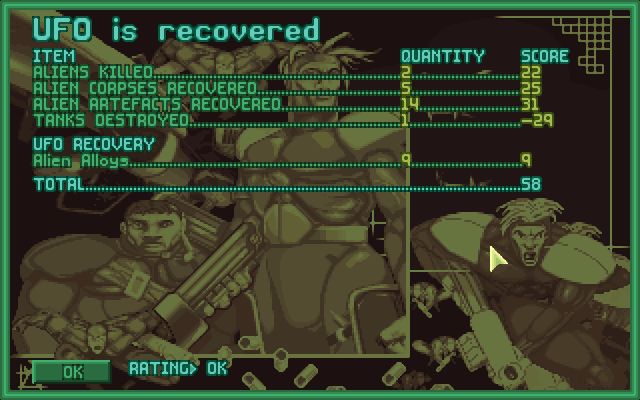 UFO is recovered
ITEM QUANTITY SCORE
ALIENS KILLED 2 22
ALIEN CORPSES RECOVERED 5 25
ALIEN ARTEFACTS RECOVERED 14 31
TANKS DESTROYED 1 -29
UFO RECOVERY
Alien Alloys 9 9
TOTAL 58
OK RATING> OK